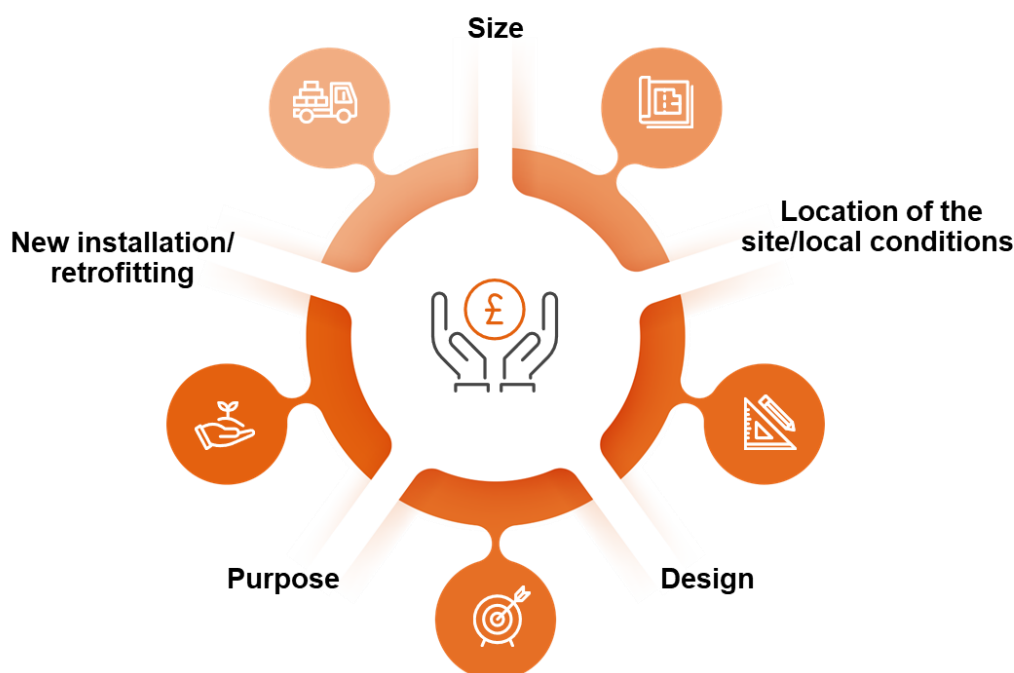 Size
Location of the
site/local conditions
New installation/
retrofitting
£
Purpose
Design